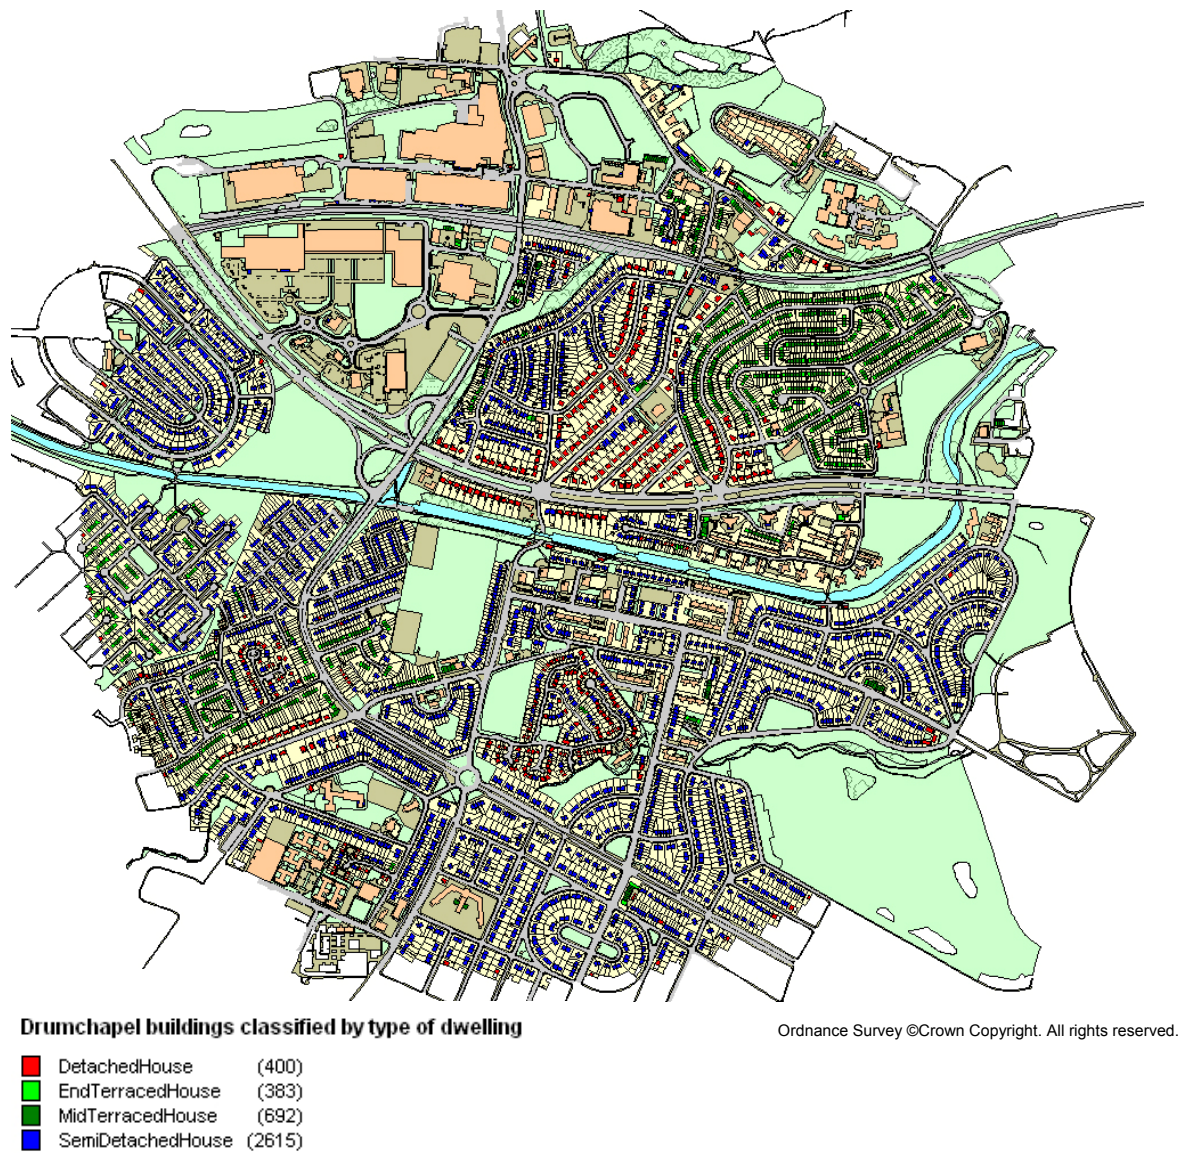 Drumchapel buildings classified by type of dwelling
Ordnance Survey ©Crown Copyright. All rights reserved.
DetachedHouse (400)
EndTerracedHouse (383)
MidTerracedHouse (692)
SemiDetachedHouse (2615)